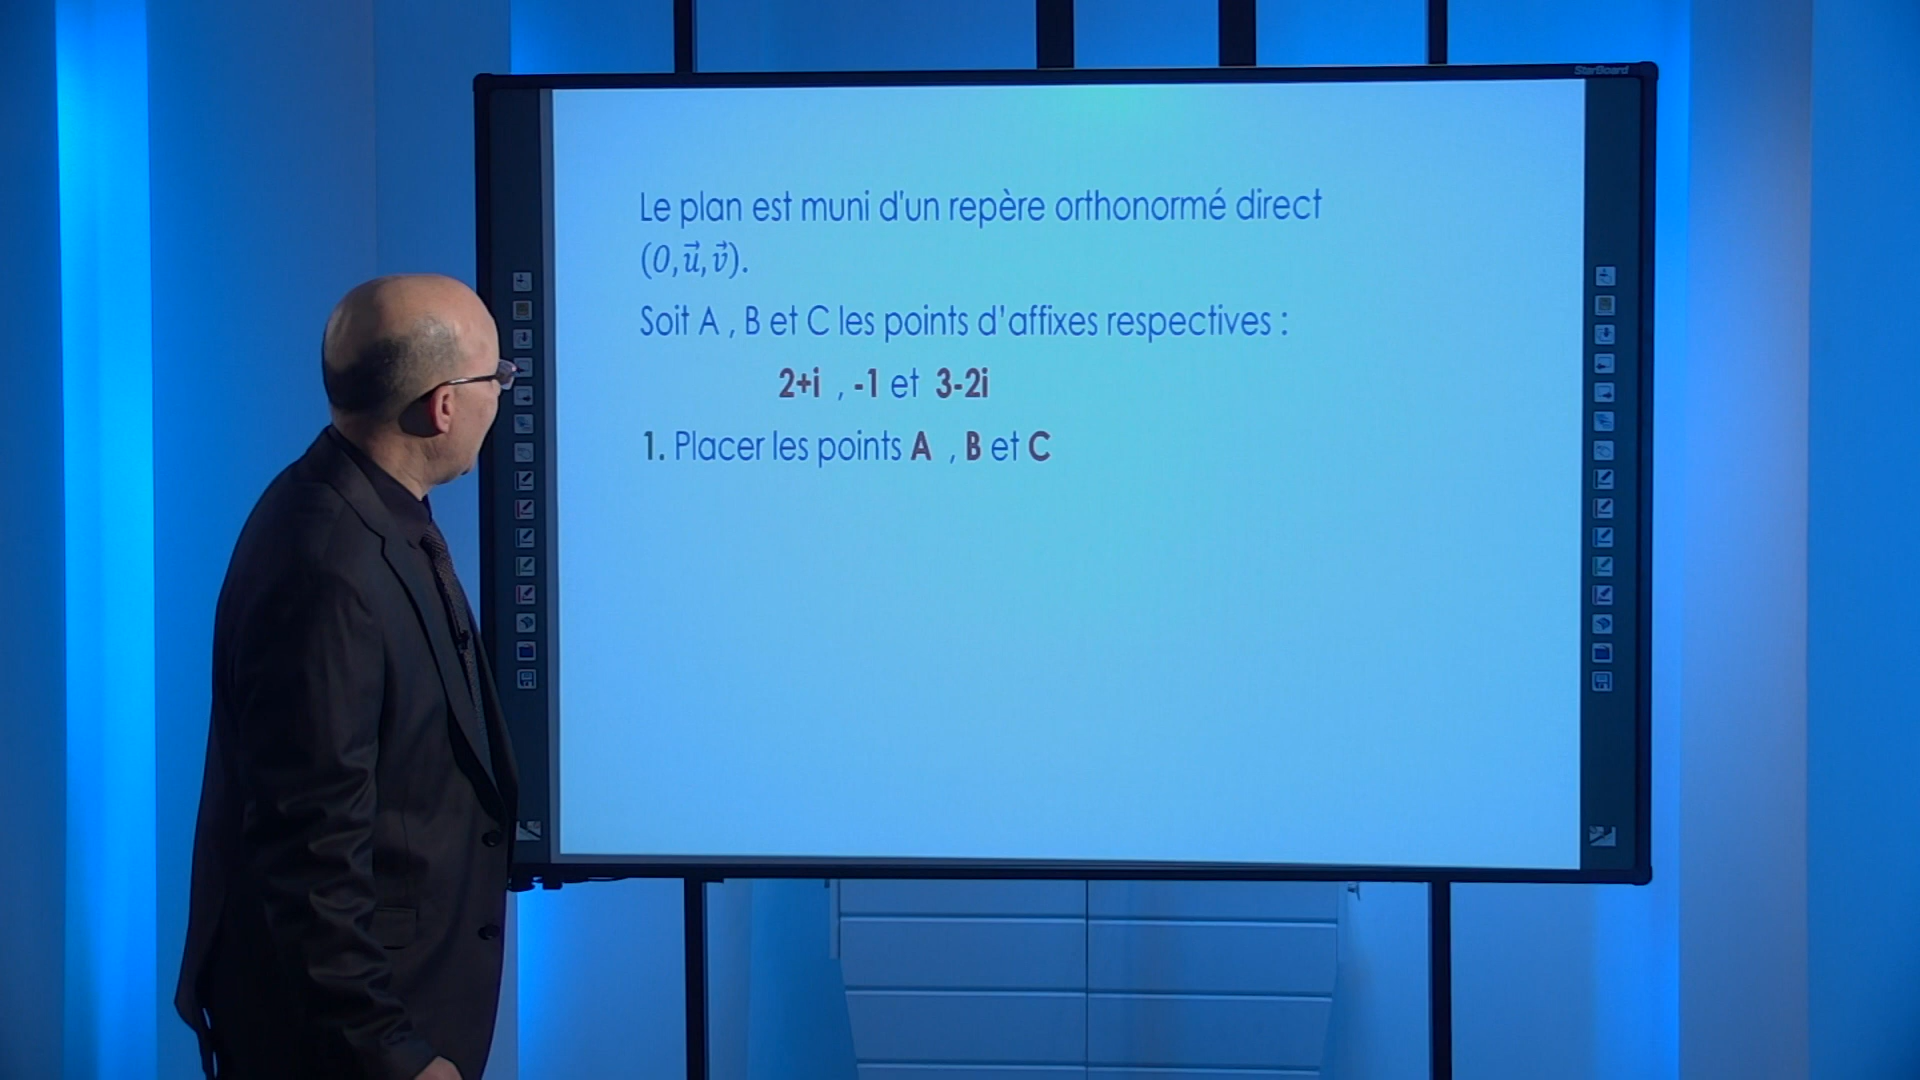 StarBoard
Le plan est muni d'un repère orthonormé direct
(O,u⃗,v⃗).
Soit A , B et C les points d'affixes respectives :
2+i , -1 et 3-2i
1. Placer les points A , B et C